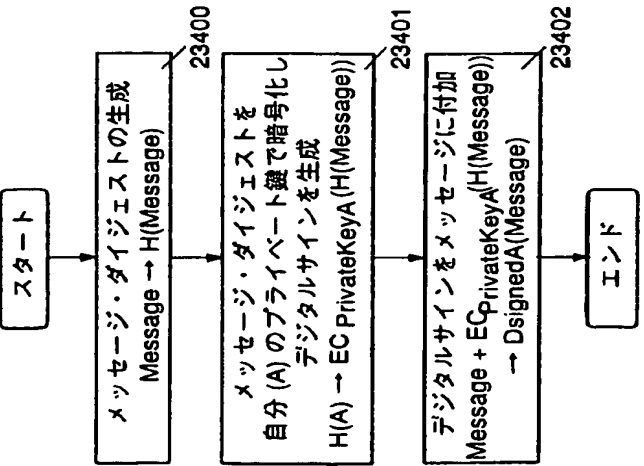 スタート
メッセージ・ダイジェストの生成
Message → H(Message)
23400
メッセージ・ダイジェストを
自分(A)のプライベート鍵で暗号化し
デジタルサインを生成
H(A) → EC PrivateKeyA (H(Message))
23401
デジタルサインをメッセージに付加
Message + EC PrivateKeyA (H(Message))
→ DsignedA(Message)
23402
エンド